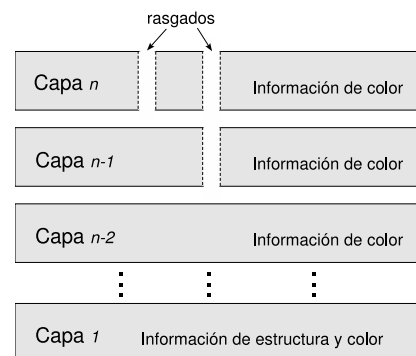 rasgados
Capa n Información de color
Capa n-1 Información de color
Capa n-2 Información de color
Capa 1 Información de estructura y color